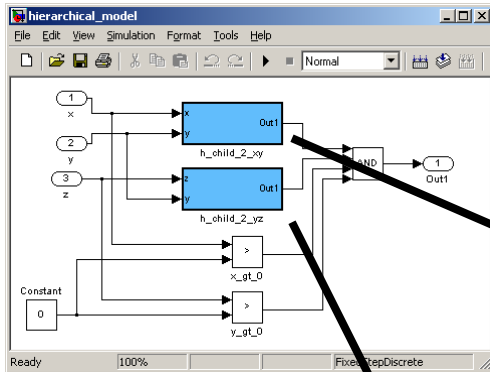 hierarchical_model
File Edit View Simulation Format Tools Help
Normal
1
x
2
y
3
z
x
y
Out1
h_child_2_xy
z
y
Out1
h_child_2_yz
AND
1
Out1
>
x_gt_0
>
y_gt_0
Constant
0
Ready 100% FixedStepDiscrete